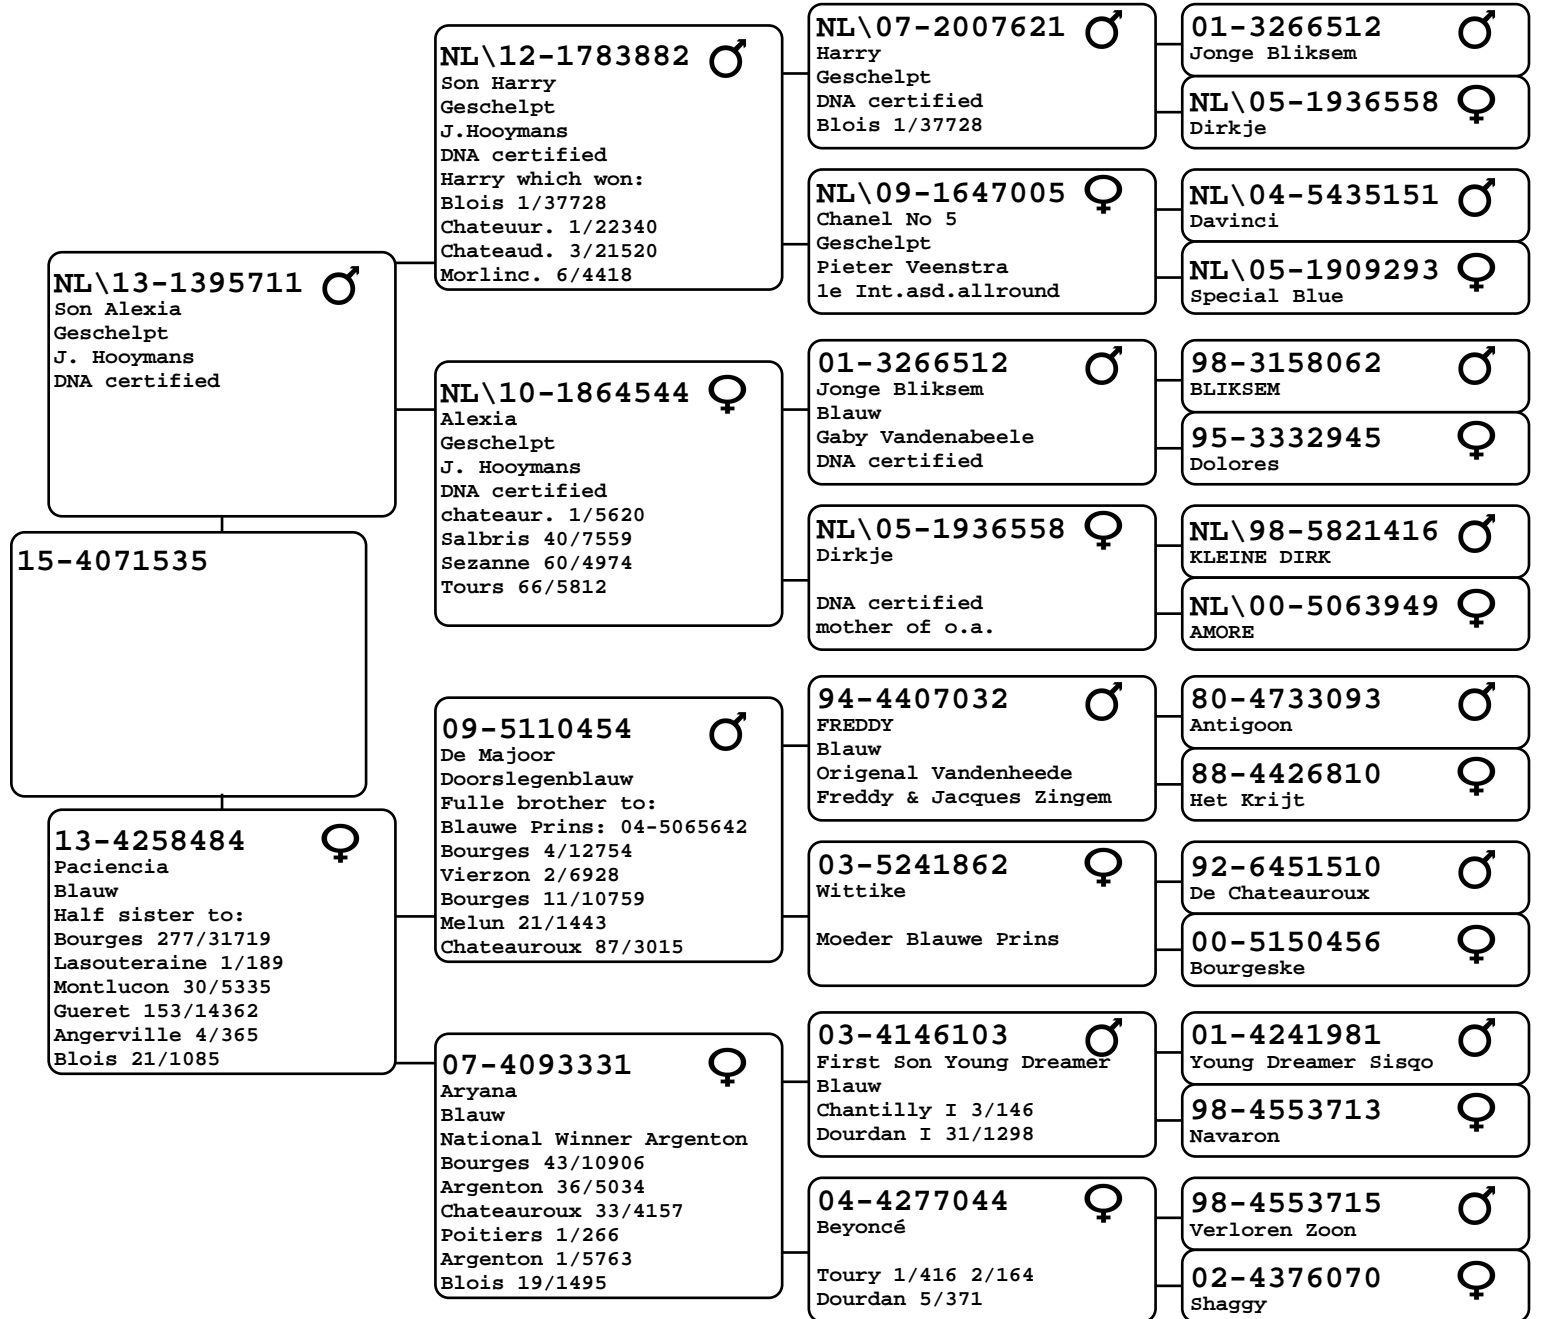 NL\13-1395711
Son Alexia
Geschelpt
J. Hooymans
DNA certified
15-4071535
13-4258484
Paciencia
Blauw
Half sister to:
Bourges 277/31719
Lasouteraine 1/189
Montlucon 30/5335
Gueret 153/14362
Angerville 4/365
Blois 21/1085
NL\12-1783882
Son Harry
Geschelpt
J.Hooymans
DNA certified
Harry which won:
Blois 1/37728
Chateuur. 1/22340
Chateaud. 3/21520
Morlinc. 6/4418
NL\10-1864544
Alexia
Geschelpt
J. Hooymans
DNA certified
chateaur. 1/5620
Salbris 40/7559
Sezanne 60/4974
Tours 66/5812
09-5110454
De Majoor
Doorslegenblauw
Fulle brother to:
Blauwe Prins: 04-5065642
Bourges 4/12754
Vierzon 2/6928
Bourges 11/10759
Melun 21/1443
Chateauroux 87/3015
07-4093331
Aryana
Blauw
National Winner Argenton
Bourges 43/10906
Argenton 36/5034
Chateauroux 33/4157
Poitiers 1/266
Argenton 1/5763
Blois 19/1495
NL\07-2007621
Harry
Geschelpt
DNA certified
Blois 1/37728
NL\09-1647005
Chanel No 5
Geschelpt
Pieter Veenstra
1e Int.asd.allround
01-3266512
Jonge Bliksem
Blauw
Gaby Vandenabeele
DNA certified
NL\05-1936558
Dirkje
DNA certified
mother of o.a.
94-4407032
FREDDY
Blauw
Origenal Vandenheede
Freddy & Jacques Zingem
03-5241862
Wittike
Moeder Blauwe Prins
03-4146103
First Son Young Dreamer
Blauw
Chantilly I 3/146
Dourdan I 31/1298
04-4277044
Beyoncé
Toury 1/416 2/164
Dourdan 5/371
01-3266512
Jonge Bliksem
NL\05-1936558
Dirkje
NL\04-5435151
Davinci
NL\05-1909293
Special Blue
98-3158062
BLIKSEM
95-3332945
Dolores
NL\98-5821416
KLEINE DIRK
NL\00-5063949
AMORE
80-4733093
Antigoon
88-4426810
Het Krijt
92-6451510
De Chateauroux
00-5150456
Bourgeske
01-4241981
Young Dreamer Sisqo
98-4553713
Navaron
98-4553715
Verloren Zoon
02-4376070
Shaggy